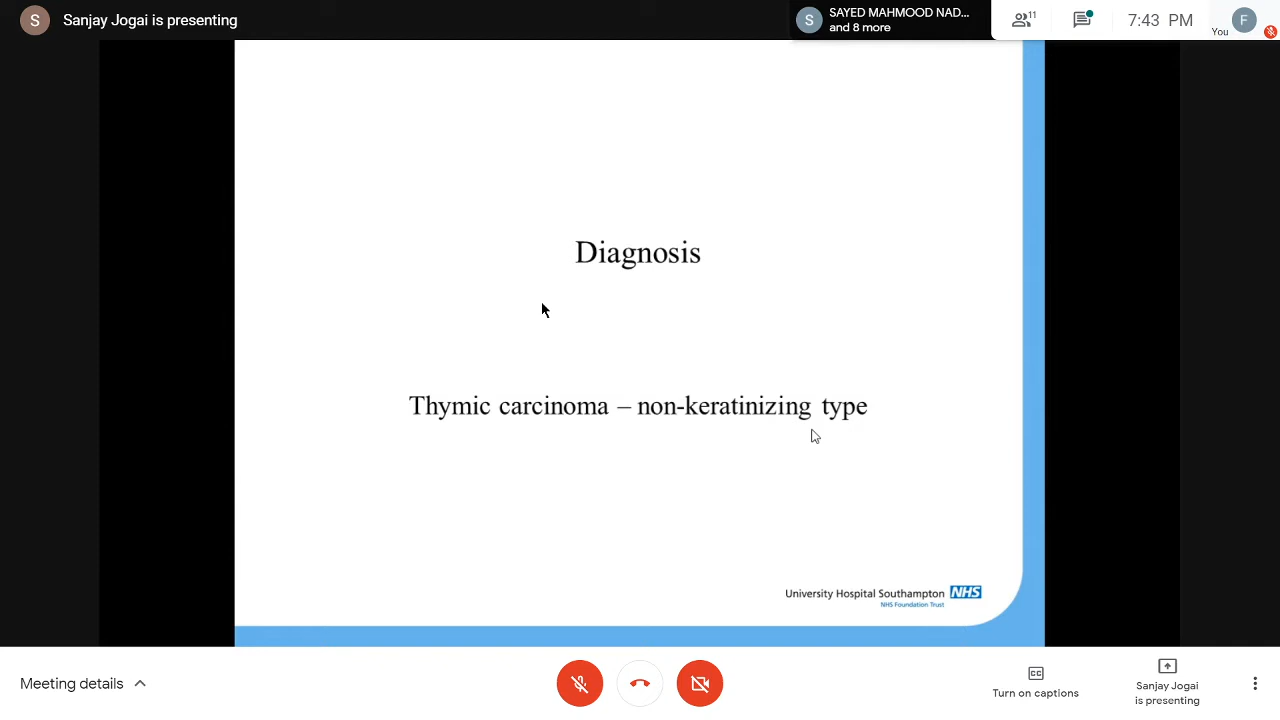 S
Sanjay Jogai is presenting
S
SAYED MAHMOOD NAD...
and 8 more
11
7:43 PM
You
F
Diagnosis
Thymic carcinoma – non-keratinizing type
University Hospital Southampton NHS
NHS Foundation Trust
Meeting details
CC
Turn on captions
Sanjay Jogai
is presenting